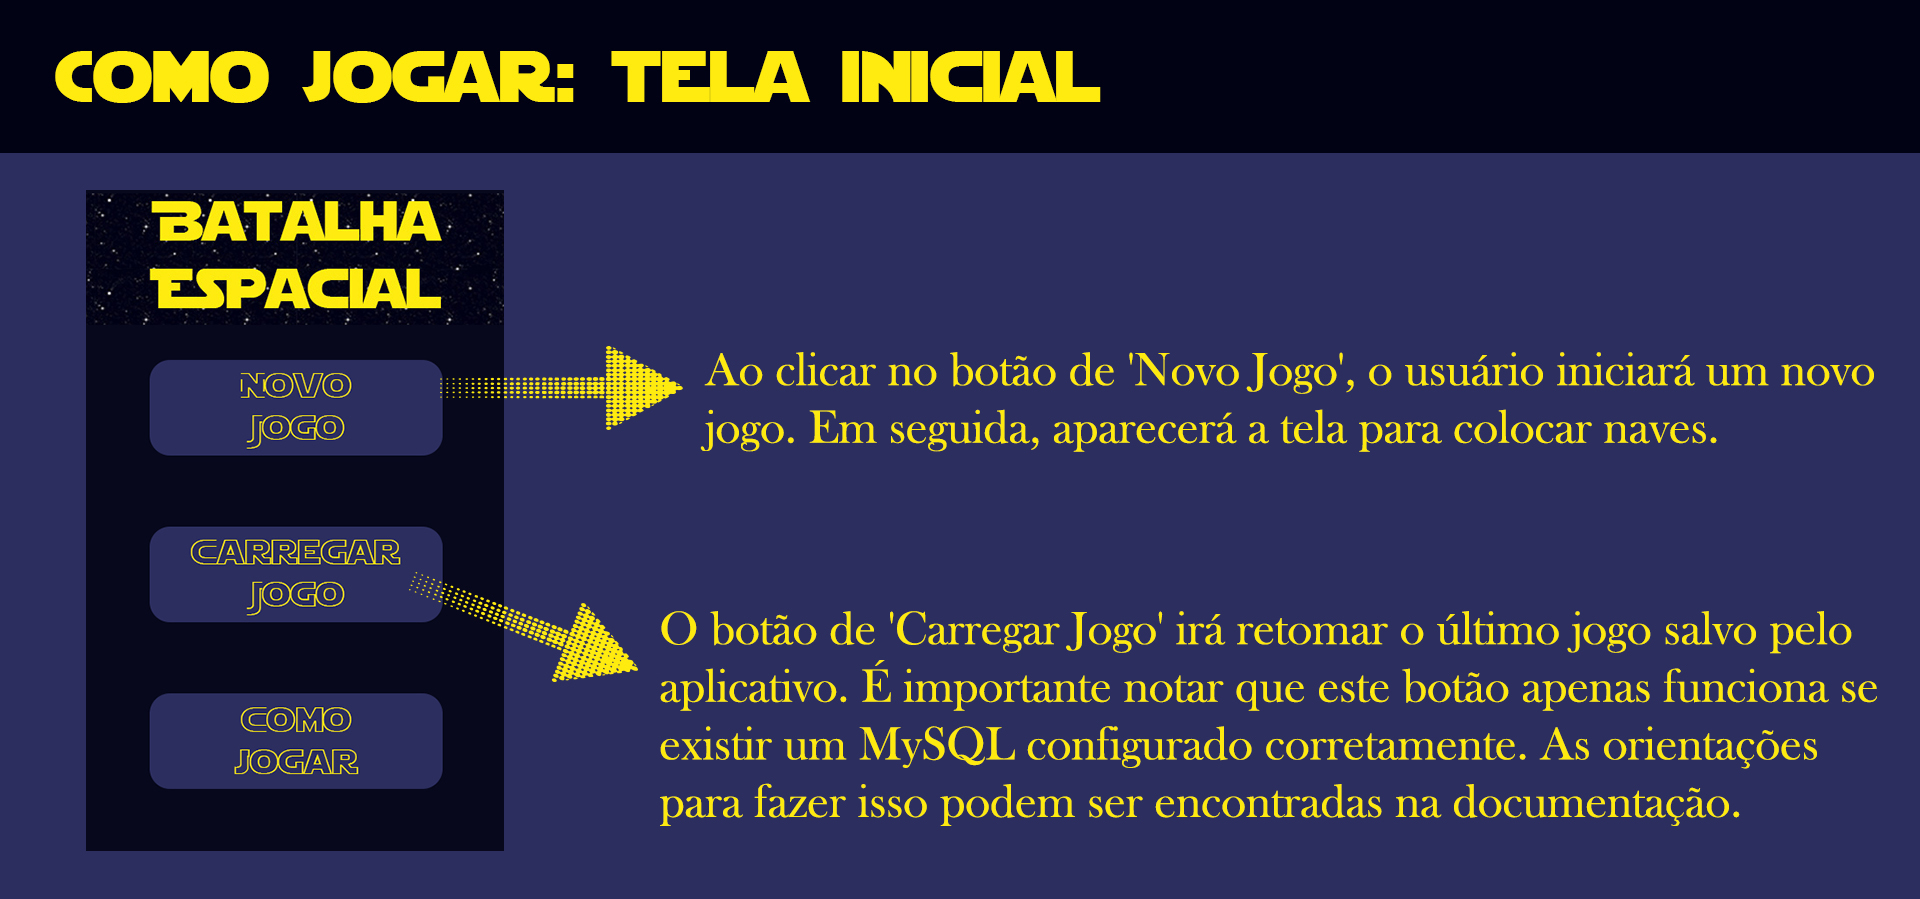 COMO JOGAR: TELA INICIAL
BATALHA
ESPACIAL
NOVO
JOGO
Ao clicar no botão de 'Novo Jogo', o usuário iniciará um novo
jogo. Em seguida, aparecerá a tela para colocar naves.
CARREGAR
JOGO
O botão de 'Carregar Jogo' irá retomar o último jogo salvo pelo
aplicativo. É importante notar que este botão apenas funciona se
existir um MySQL configurado corretamente. As orientações
para fazer isso podem ser encontradas na documentação.
COMO
JOGAR